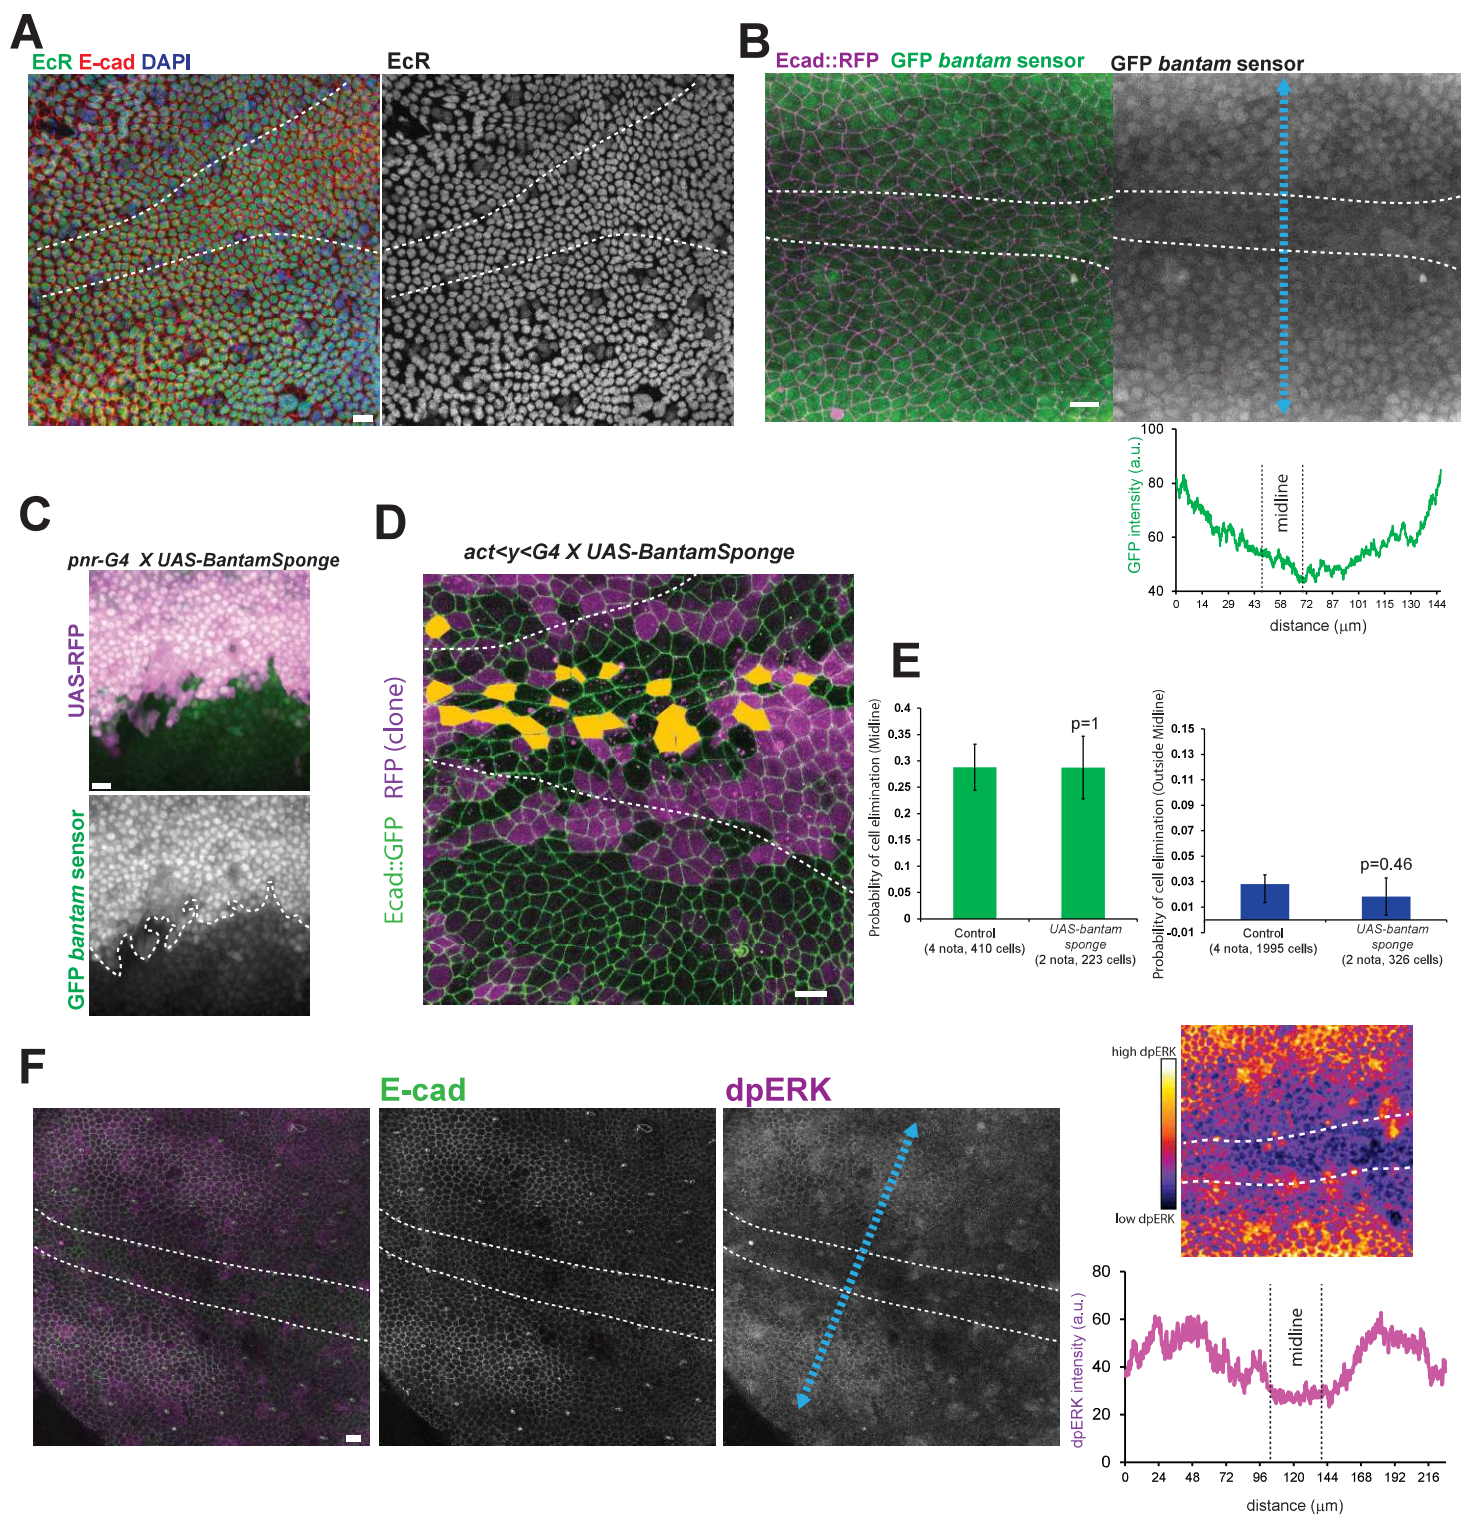 A
EcR E-cad DAPI
EcR
B
Ecad::RFP GFP bantam sensor
GFP bantam sensor
100
80
60
40
GFP intensity (a.u.)
midline
0 14 29 43 58 72 87 101 115 130 144
distance (μm)
C
pnr-G4 X UAS-BantamSponge
UAS-RFP
GFP bantam sensor
D
act<y<G4 X UAS-BantamSponge
Ecad::GFP RFP (clone)
E
Probability of cell elimination (Midline)
0.4
0.35
0.3
0.25
0.2
0.15
0.1
0,05
0
p=1
Control
(4 nota, 410 cells)
UAS-bantam
sponge
(2 nota, 223 cells)
Probability of cell elimination (Outside Midline)
0.15
0.13
0.11
0.09
0.07
0.05
0.03
0.01
-0.01
p=0.46
Control
(4 nota, 1995 cells)
UAS-bantam
sponge
(2 nota, 326 cells)
F
E-cad
dpERK
high dpERK
low dpERK
80
60
40
20
0
dpERK intensity (a.u.)
midline
0 24 48 72 96 120 144 168 192 216
distance (μm)